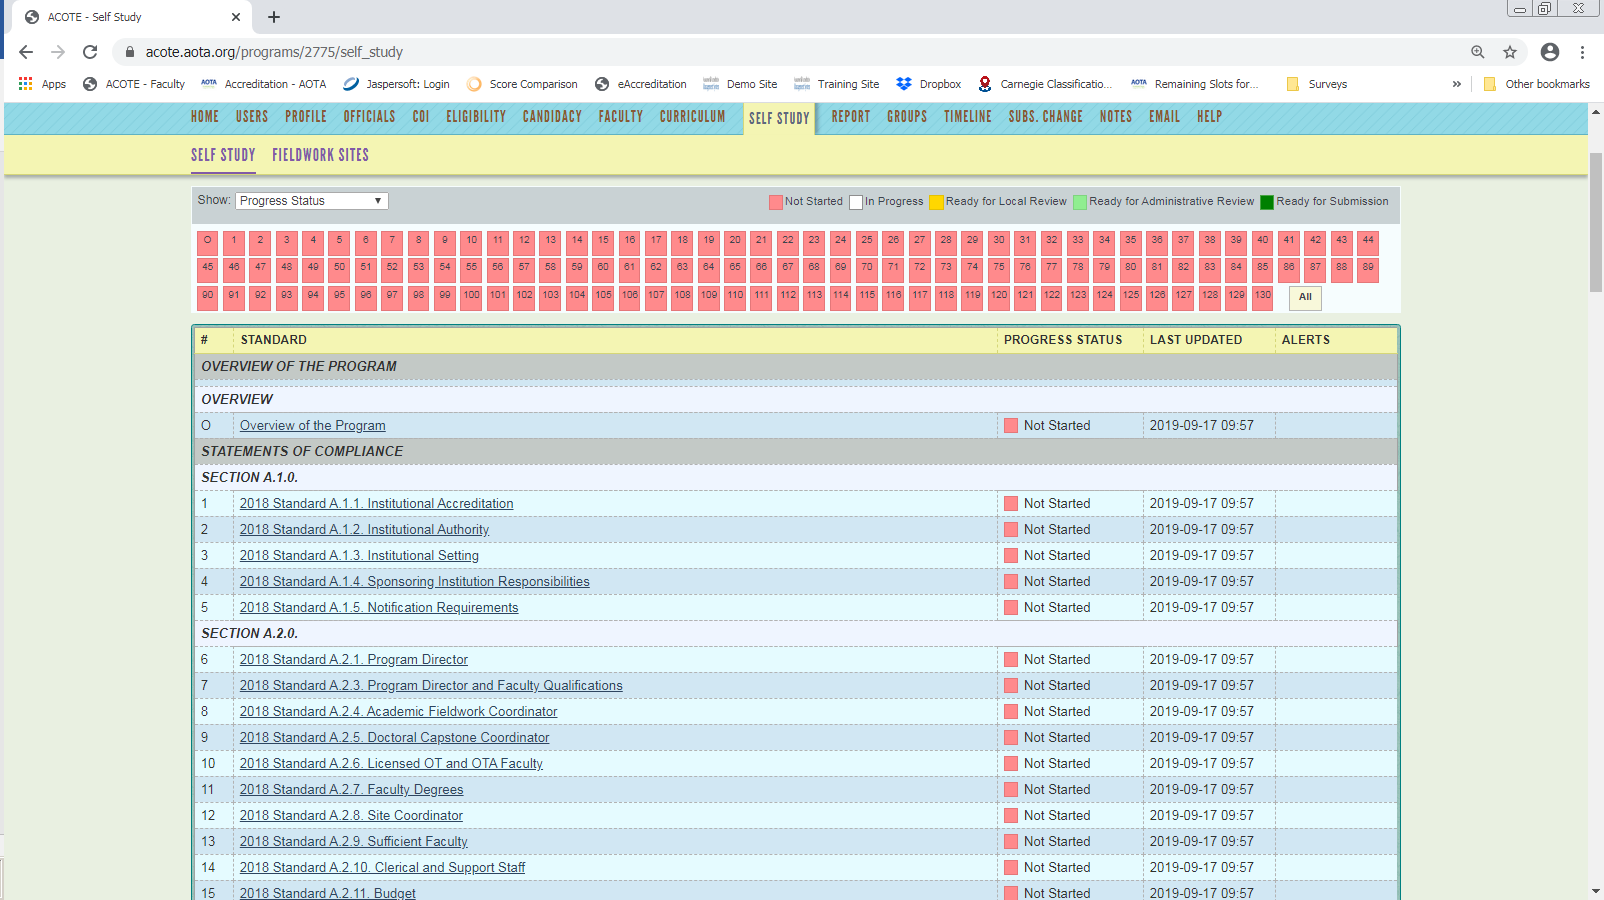 ACOTE - Self Study
acote.aota.org/programs/2775/self_study
Apps ACOTE - Faculty AOTA Accreditation - AOTA Jaspersoft: Login Score Comparison eAccreditation Demo Site Training Site Dropbox Carnegie Classificatio... AOTA Remaining Slots for... Surveys » Other bookmarks
HOME USERS PROFILE OFFICIALS COI ELIGIBILITY CANDIDACY FACULTY CURRICULUM SELF STUDY REPORT GROUPS TIMELINE SUBS. CHANGE NOTES EMAIL HELP
SELF STUDY FIELDWORK SITES
Show: Progress Status Not Started In Progress Ready for Local Review Ready for Administrative Review Ready for Submission
O 1 2 3 4 5 6 7 8 9 10 11 12 13 14 15 16 17 18 19 20 21 22 23 24 25 26 27 28 29 30 31 32 33 34 35 36 37 38 39 40 41 42 43 44
45 46 47 48 49 50 51 52 53 54 55 56 57 58 59 60 61 62 63 64 65 66 67 68 69 70 71 72 73 74 75 76 77 78 79 80 81 82 83 84 85 86 87 88 89
90 91 92 93 94 95 96 97 98 99 100 101 102 103 104 105 106 107 108 109 110 111 112 113 114 115 116 117 118 119 120 121 122 123 124 125 126 127 128 129 130 All
# STANDARD PROGRESS STATUS LAST UPDATED ALERTS
OVERVIEW OF THE PROGRAM
OVERVIEW
O Overview of the Program Not Started 2019-09-17 09:57
STATEMENTS OF COMPLIANCE
SECTION A.1.0.
1 2018 Standard A.1.1. Institutional Accreditation Not Started 2019-09-17 09:57
2 2018 Standard A.1.2. Institutional Authority Not Started 2019-09-17 09:57
3 2018 Standard A.1.3. Institutional Setting Not Started 2019-09-17 09:57
4 2018 Standard A.1.4. Sponsoring Institution Responsibilities Not Started 2019-09-17 09:57
5 2018 Standard A.1.5. Notification Requirements Not Started 2019-09-17 09:57
SECTION A.2.0.
6 2018 Standard A.2.1. Program Director Not Started 2019-09-17 09:57
7 2018 Standard A.2.3. Program Director and Faculty Qualifications Not Started 2019-09-17 09:57
8 2018 Standard A.2.4. Academic Fieldwork Coordinator Not Started 2019-09-17 09:57
9 2018 Standard A.2.5. Doctoral Capstone Coordinator Not Started 2019-09-17 09:57
10 2018 Standard A.2.6. Licensed OT and OTA Faculty Not Started 2019-09-17 09:57
11 2018 Standard A.2.7. Faculty Degrees Not Started 2019-09-17 09:57
12 2018 Standard A.2.8. Site Coordinator Not Started 2019-09-17 09:57
13 2018 Standard A.2.9. Sufficient Faculty Not Started 2019-09-17 09:57
14 2018 Standard A.2.10. Clerical and Support Staff Not Started 2019-09-17 09:57
15 2018 Standard A.2.11. Budget Not Started 2019-09-17 09:57